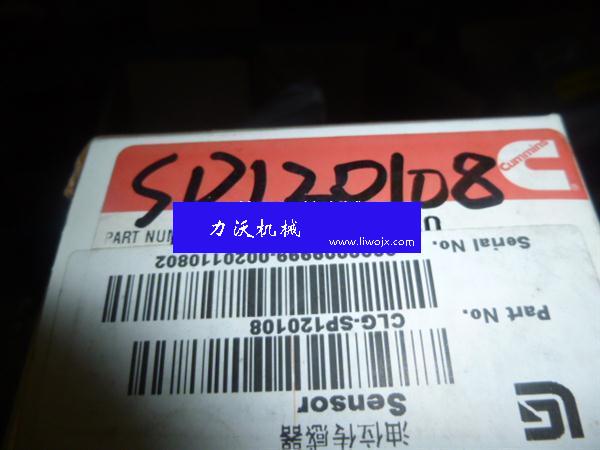 SP120108
cummins
PART NUM
力沃机械
www.liwojx.com
Serial No.
Part No.
CLG-SP120108
Sensor
油位传感器